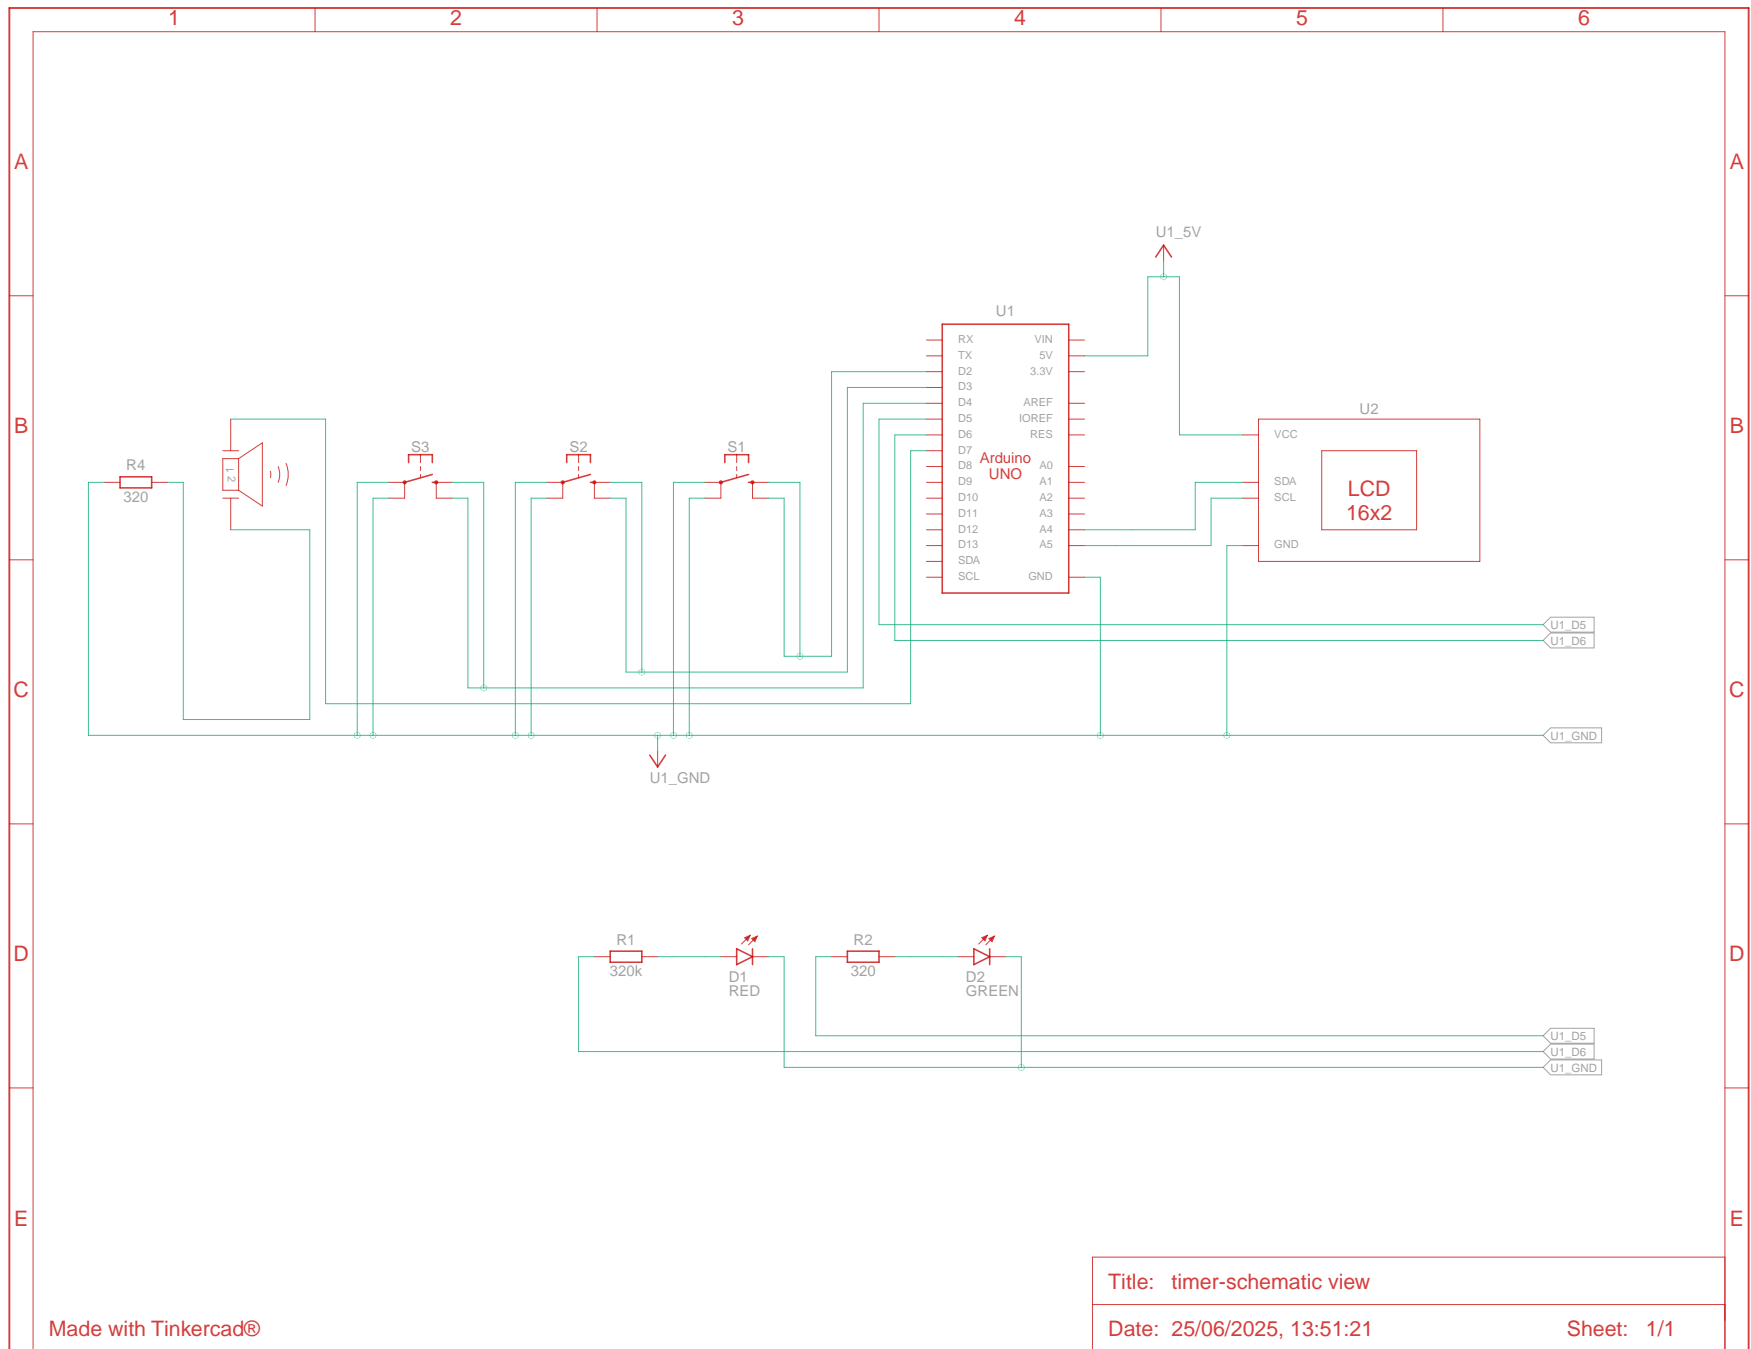 1 2 3 4 5 6
A A
U1_5V
U1
RX VIN
TX 5V
D2 3.3V
D3
D4 AREF
D5 IOREF
D6 RES
D7
D8 A0
D9 A1
D10 A2
D11 A3
D12 A4
D13 A5
SDA
SCL GND
Arduino
UNO
U2
VCC
SDA
SCL
GND
LCD
16x2
B B
R4
320
1 2
S3 S2 S1
U1_D5
U1_D6
C C
U1_GND
U1_GND
D D
R1
320k
D1
RED
R2
320
D2
GREEN
U1_D5
U1_D6
U1_GND
E E
Title: timer-schematic view
Made with Tinkercad®
Date: 25/06/2025, 13:51:21 Sheet: 1/1